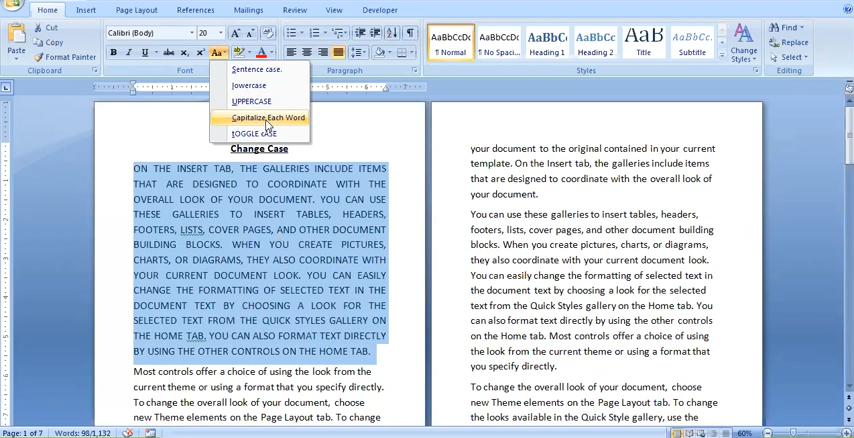 Home Insert Page Layout References Mailings Review View Developer
Cut
Copy
Format Painter
Paste
Clipboard
Calibri (Body) 20
B I U abc x₂ x² Aa A
Font
Sentence case.
lowercase
UPPERCASE
Capitalize Each Word
tOGGLE cASE
Paragraph
AaBbCcDc AaBbCcDc AaBbC AaBbCc AaB AaBbCc.
¶ Normal ¶ No Spaci... Heading 1 Heading 2 Title Subtitle
Change
Styles
Styles
Find
Replace
Select
Editing
Change Case
ON THE INSERT TAB, THE GALLERIES INCLUDE ITEMS
THAT ARE DESIGNED TO COORDINATE WITH THE
OVERALL LOOK OF YOUR DOCUMENT. YOU CAN USE
THESE GALLERIES TO INSERT TABLES, HEADERS,
FOOTERS, LISTS, COVER PAGES, AND OTHER DOCUMENT
BUILDING BLOCKS. WHEN YOU CREATE PICTURES,
CHARTS, OR DIAGRAMS, THEY ALSO COORDINATE WITH
YOUR CURRENT DOCUMENT LOOK. YOU CAN EASILY
CHANGE THE FORMATTING OF SELECTED TEXT IN THE
DOCUMENT TEXT BY CHOOSING A LOOK FOR THE
SELECTED TEXT FROM THE QUICK STYLES GALLERY ON
THE HOME TAB. YOU CAN ALSO FORMAT TEXT DIRECTLY
BY USING THE OTHER CONTROLS ON THE HOME TAB.
Most controls offer a choice of using the look from the
current theme or using a format that you specify directly.
To change the overall look of your document, choose
new Theme elements on the Page Layout tab. To change
your document to the original contained in your current
template. On the Insert tab, the galleries include items
that are designed to coordinate with the overall look of
your document.
You can use these galleries to insert tables, headers,
footers, lists, cover pages, and other document building
blocks. When you create pictures, charts, or diagrams,
they also coordinate with your current document look.
You can easily change the formatting of selected text in
the document text by choosing a look for the selected
text from the Quick Styles gallery on the Home tab. You
can also format text directly by using the other controls
on the Home tab. Most controls offer a choice of using
the look from the current theme or using a format that
you specify directly.
To change the overall look of your document, choose
new Theme elements on the Page Layout tab. To change
the looks available in the Quick Style gallery, use the
Page: 1 of 7 Words: 98/1,132 60%